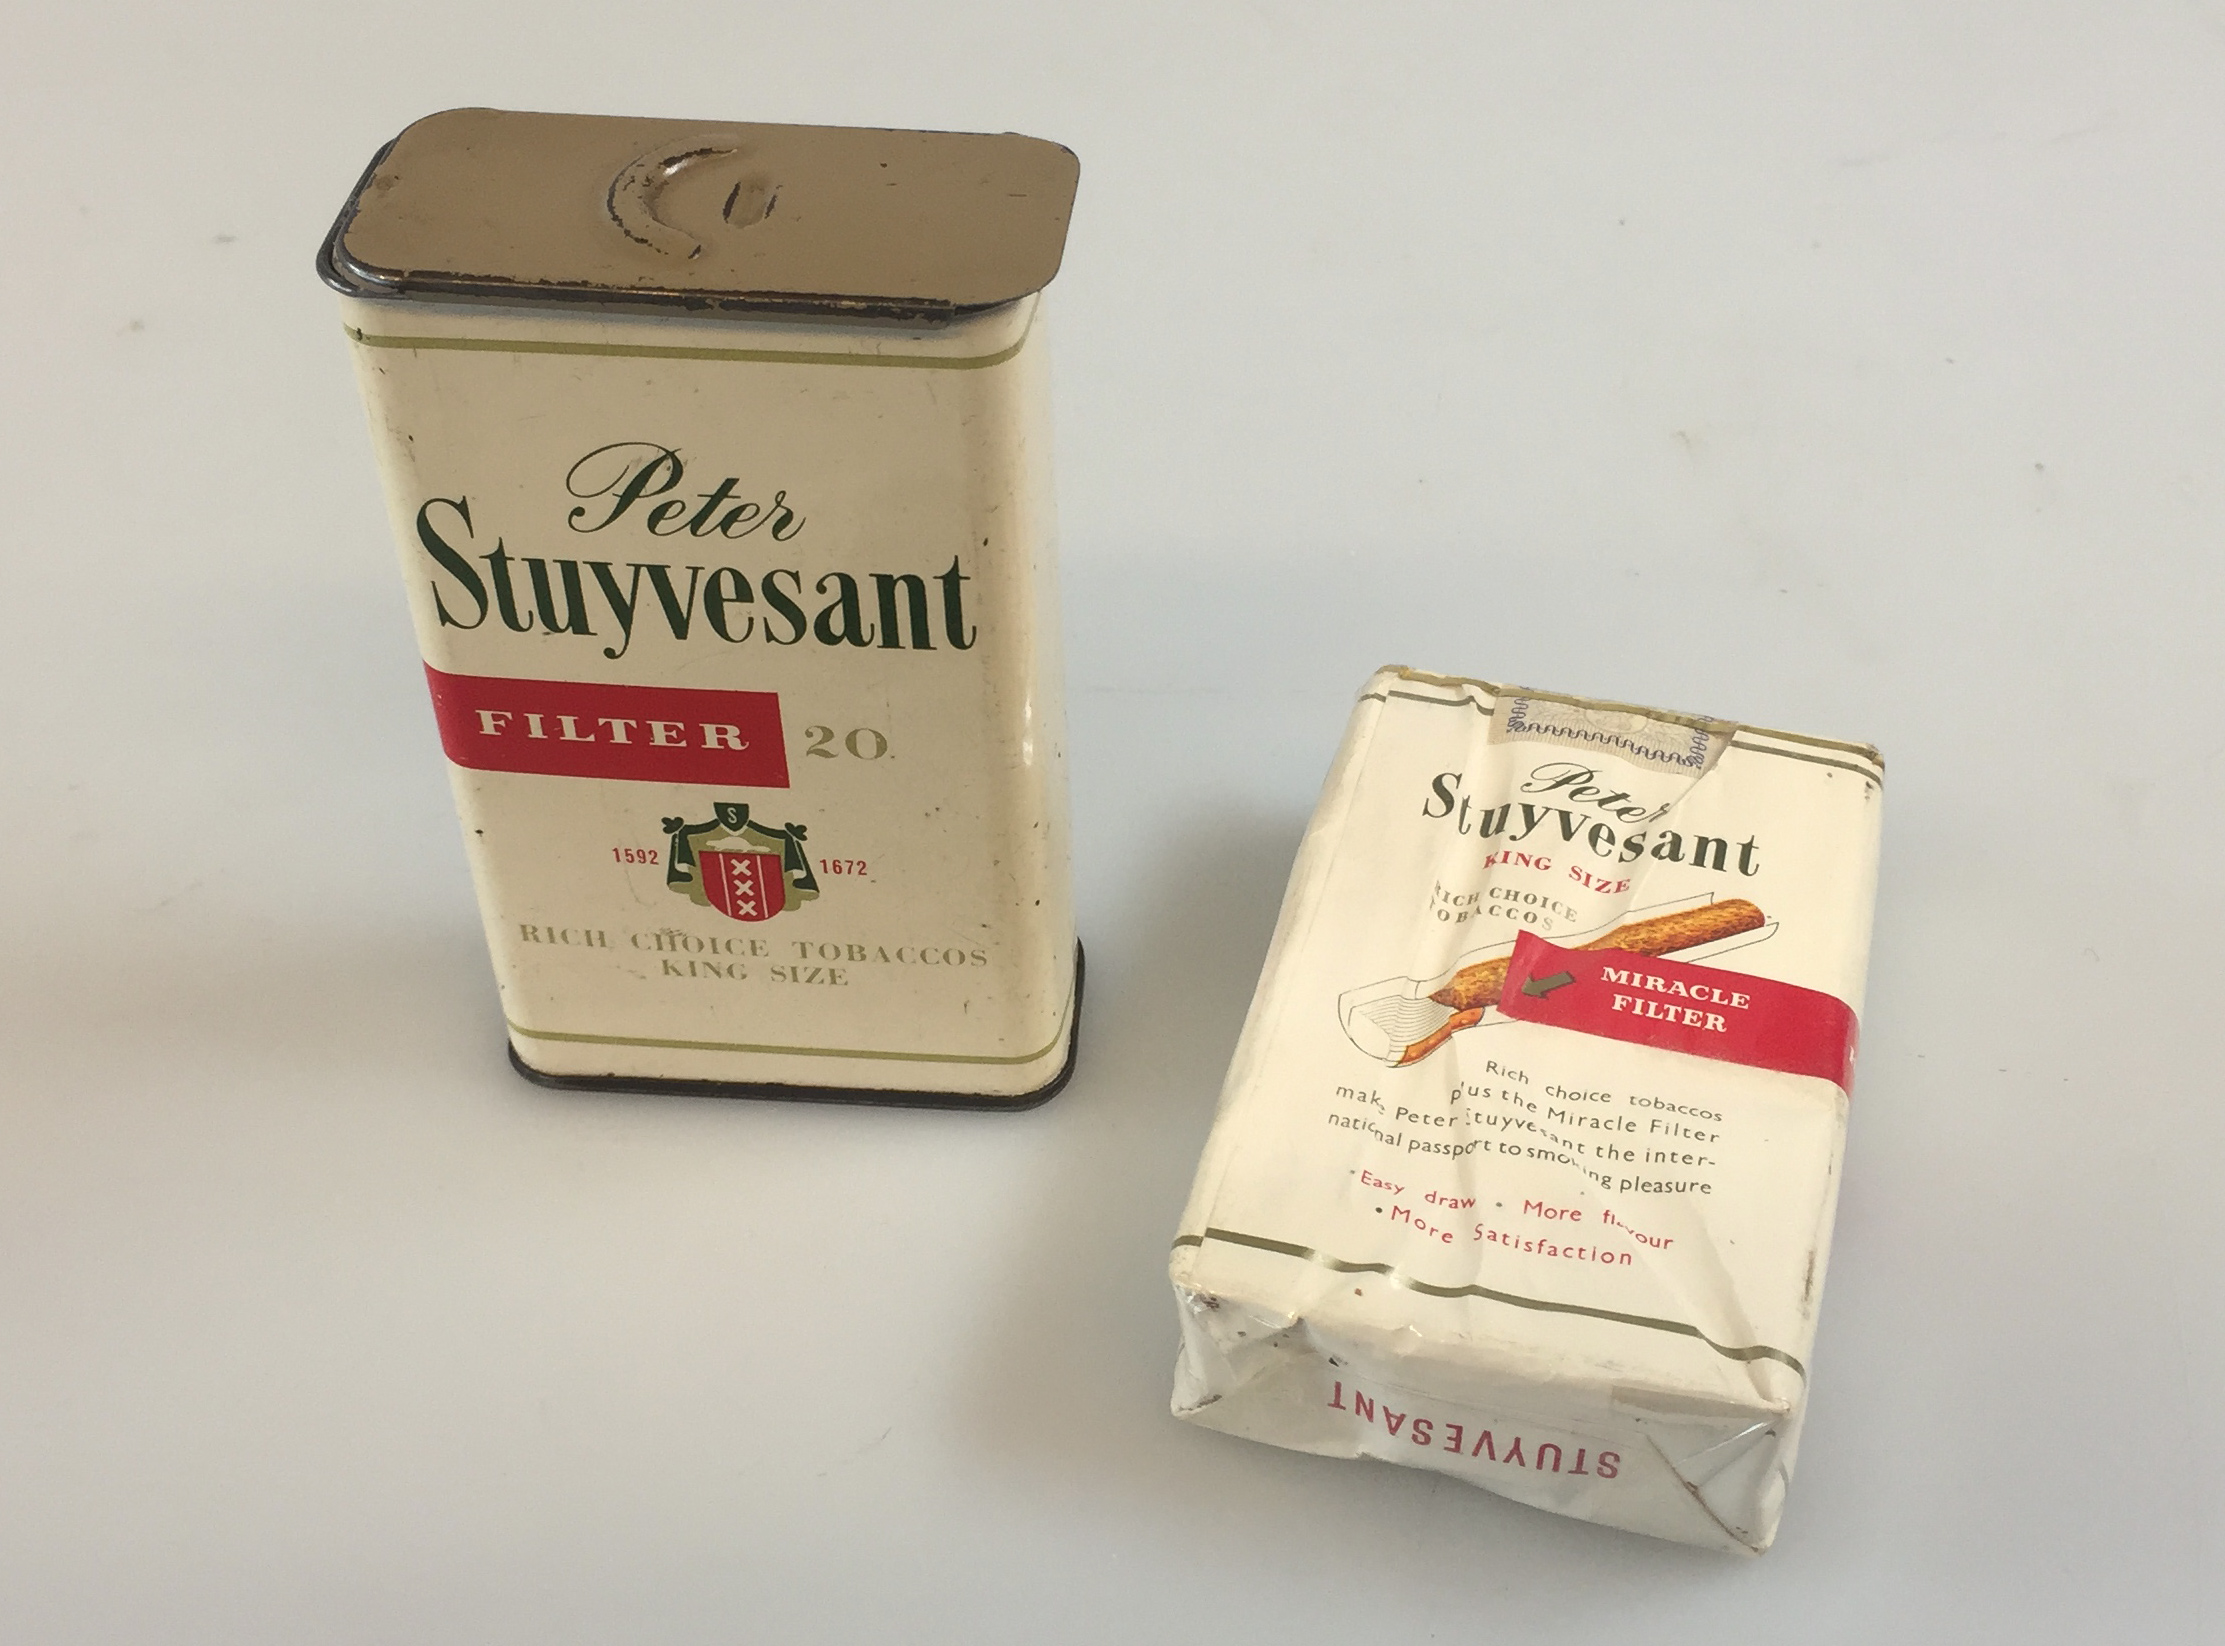 Peter
Stuyvesant
FILTER 20
S
1592 1672
XXX
RICH CHOICE TOBACCOS
KING SIZE
Peter
Stuyvesant
KING SIZE
RICH CHOICE
TOBACCOS
MIRACLE
FILTER
Rich choice tobaccos
plus the Miracle Filter
make Peter Stuyvesant the inter-
national passport to smoking pleasure
• Easy draw • More flavour
• More Satisfaction
STUYVESANT